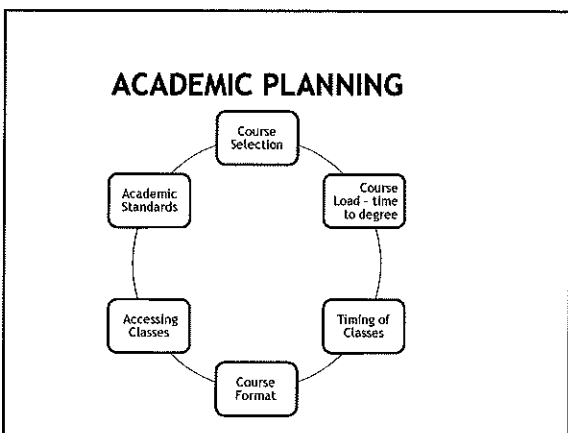 ACADEMIC PLANNING
Course
Selection
Course
Load - time
to degree
Timing of
Classes
Course
Format
Accessing
Classes
Academic
Standards